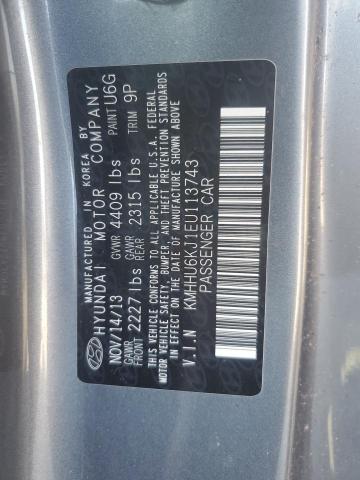 MANUFACTURED IN KOREA BY
HYUNDAI MOTOR COMPANY
NOV/14/13 GVWR 4409 lbs PAINT U6G
GAWR FRONT 2227 lbs GAWR REAR 2315 lbs TRIM 9P
THIS VEHICLE CONFORMS TO ALL APPLICABLE U.S.A. FEDERAL
MOTOR VEHICLE SAFETY, BUMPER, AND THEFT PREVENTION STANDARDS
IN EFFECT ON THE DATE OF MANUFACTURE SHOWN ABOVE.
V.I.N KMHHU6KJ1EU113743
PASSENGER CAR